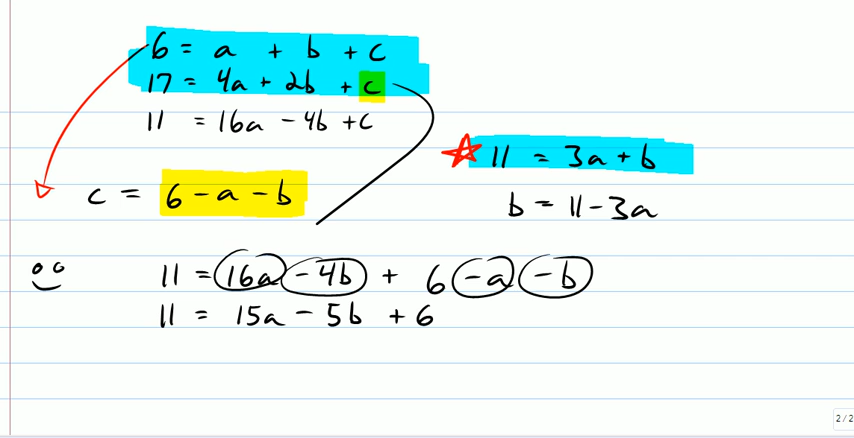 6 = a + b + c
17 = 4a + 2b + c
11 = 16a - 4b + c
11 = 3a + b
c = 6 - a - b
b = 11 - 3a
11 = 16a - 4b + 6 - a - b
11 = 15a - 5b + 6
2/2